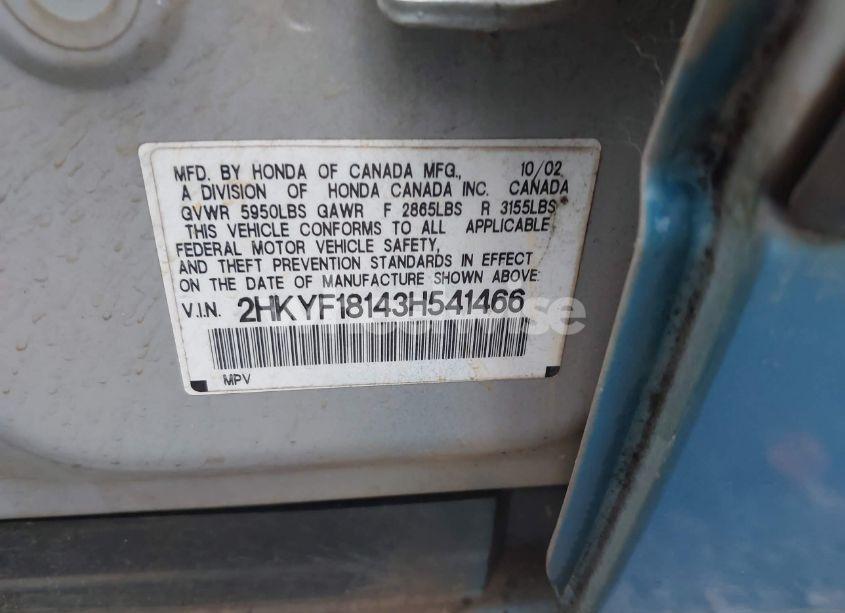 MFD. BY HONDA OF CANADA MFG., 10/02
A DIVISION OF HONDA CANADA INC. CANADA
GVWR 5950LBS GAWR F 2865LBS R 3155LBS
THIS VEHICLE CONFORMS TO ALL APPLICABLE
FEDERAL MOTOR VEHICLE SAFETY,
AND THEFT PREVENTION STANDARDS IN EFFECT
ON THE DATE OF MANUFACTURE SHOWN ABOVE
V.I.N. 2HKYF18143H541466
MPV